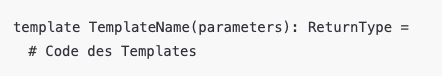 template TemplateName(parameters): ReturnType =
  # Code des Templates